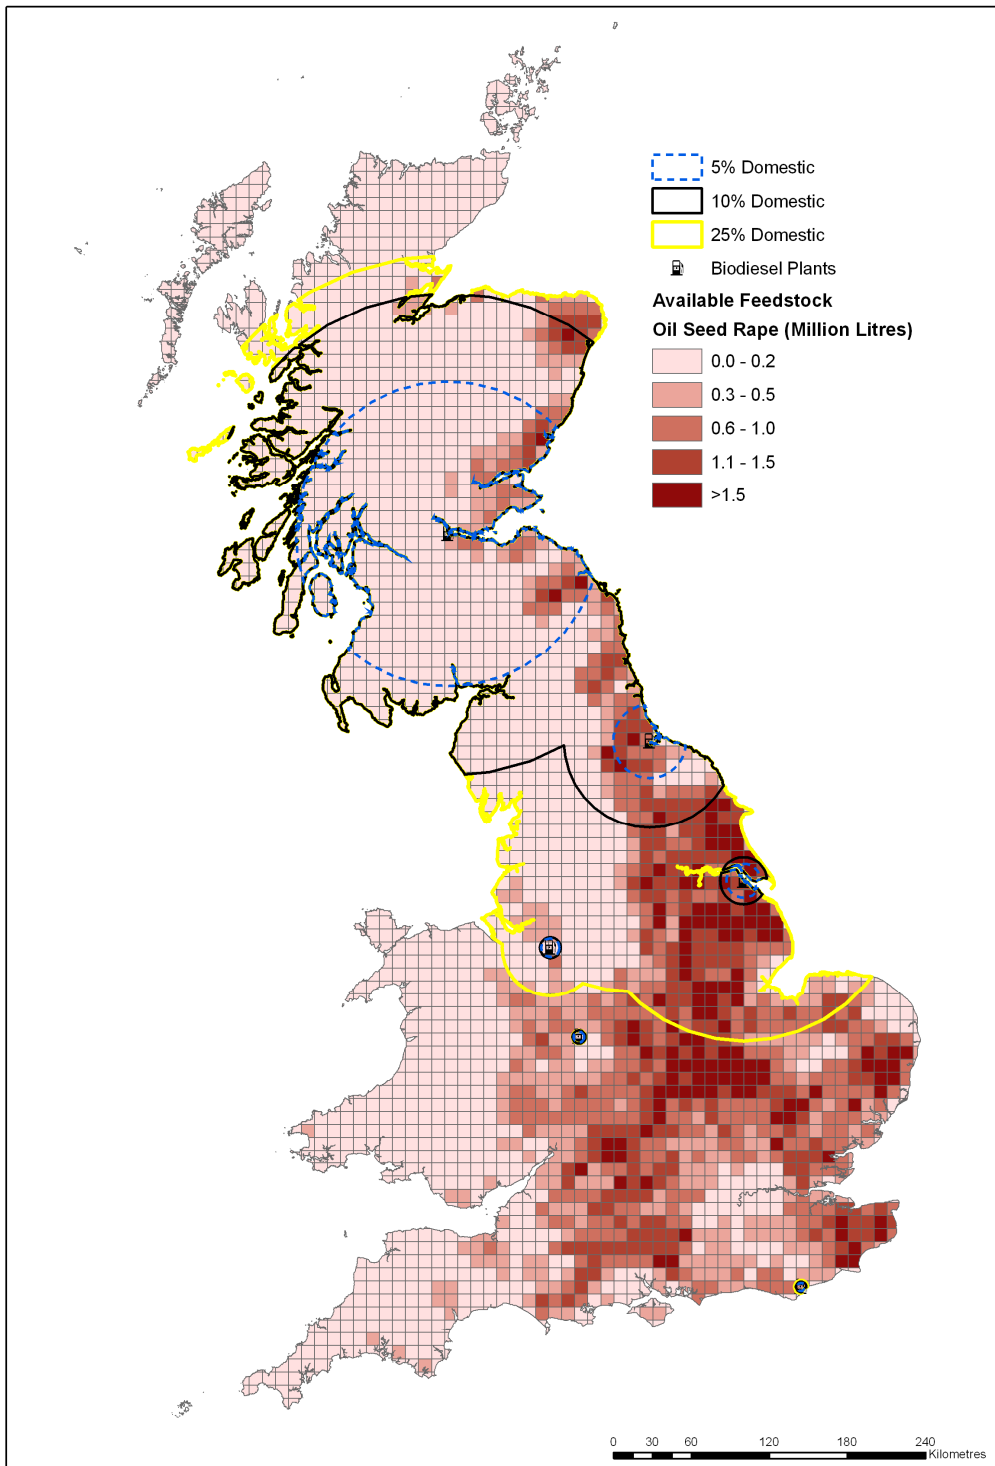 5% Domestic
10% Domestic
25% Domestic
Biodiesel Plants
Available Feedstock
Oil Seed Rape (Million Litres)
0.0 - 0.2
0.3 - 0.5
0.6 - 1.0
1.1 - 1.5
>1.5
0 30 60 120 180 240
Kilometres